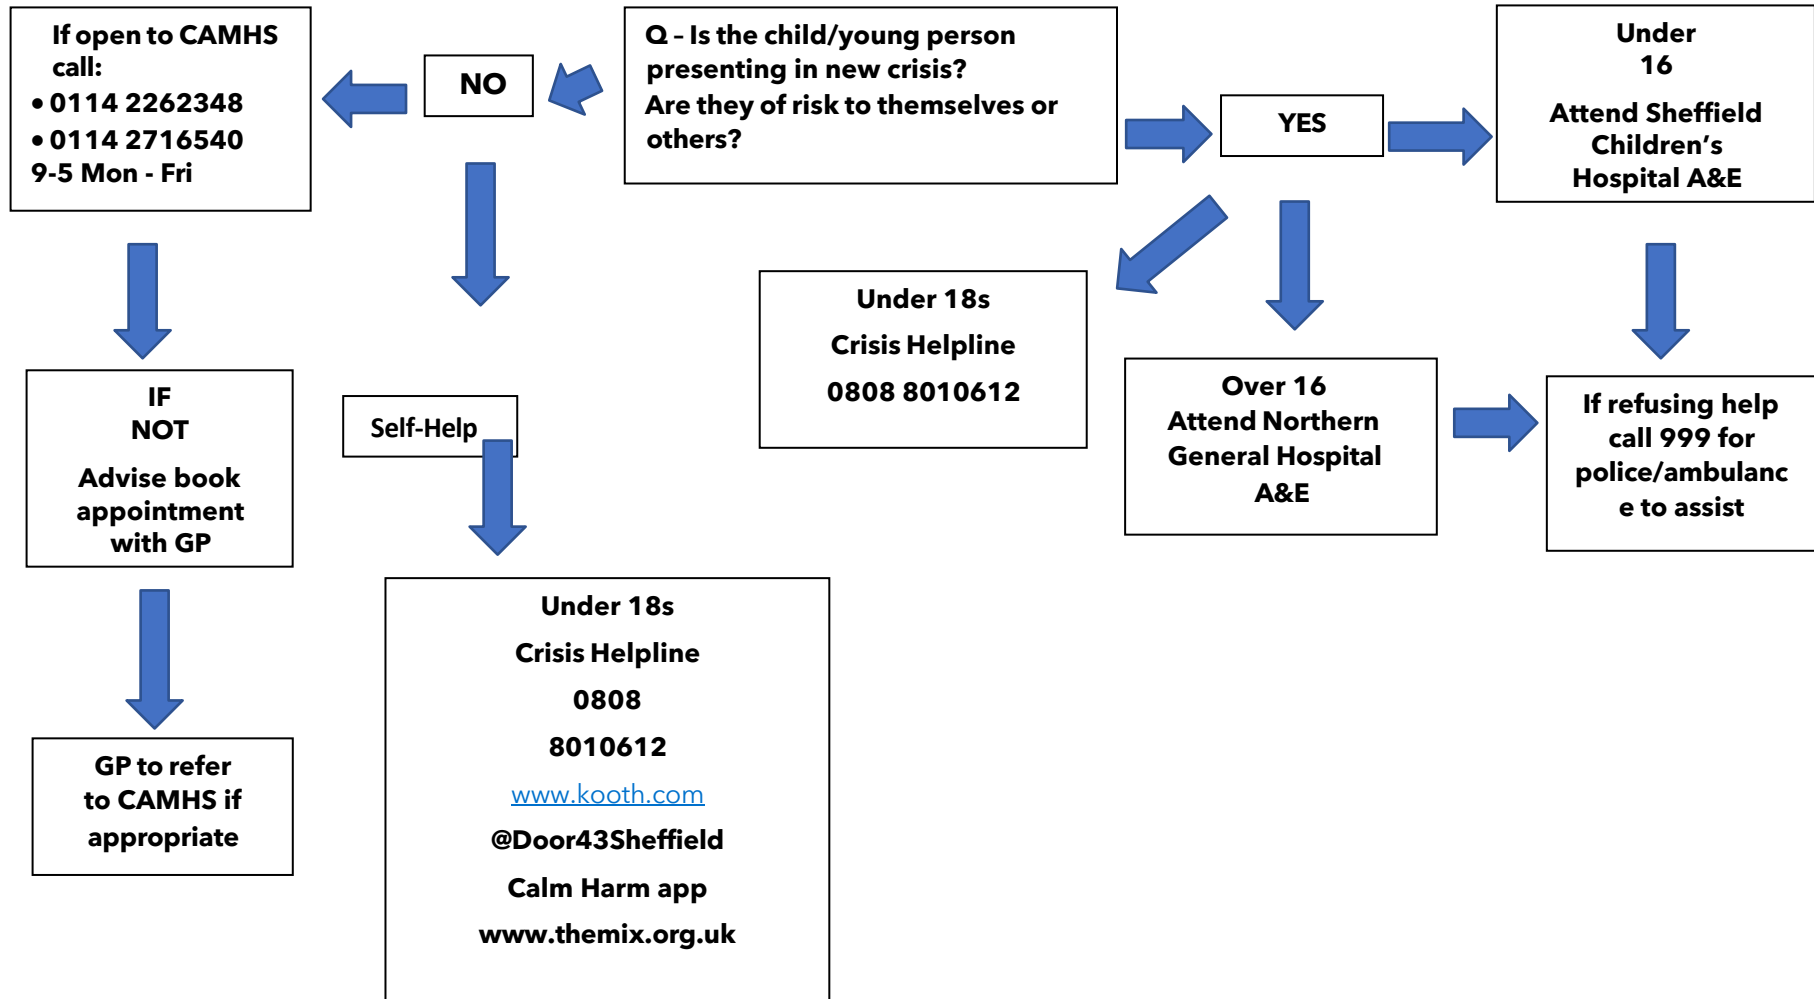 If open to CAMHS
call:
• 0114 2262348
• 0114 2716540
9-5 Mon - Fri
NO
Q – Is the child/young person
presenting in new crisis?
Are they of risk to themselves or
others?
YES
Under
16
Attend Sheffield
Children’s
Hospital A&E
Under 18s
Crisis Helpline
0808 8010612
Over 16
Attend Northern
General Hospital
A&E
If refusing help
call 999 for
police/ambulanc
e to assist
IF
NOT
Advise book
appointment
with GP
Self-Help
Under 18s
Crisis Helpline
0808
8010612
www.kooth.com
@Door43Sheffield
Calm Harm app
www.themix.org.uk
GP to refer
to CAMHS if
appropriate